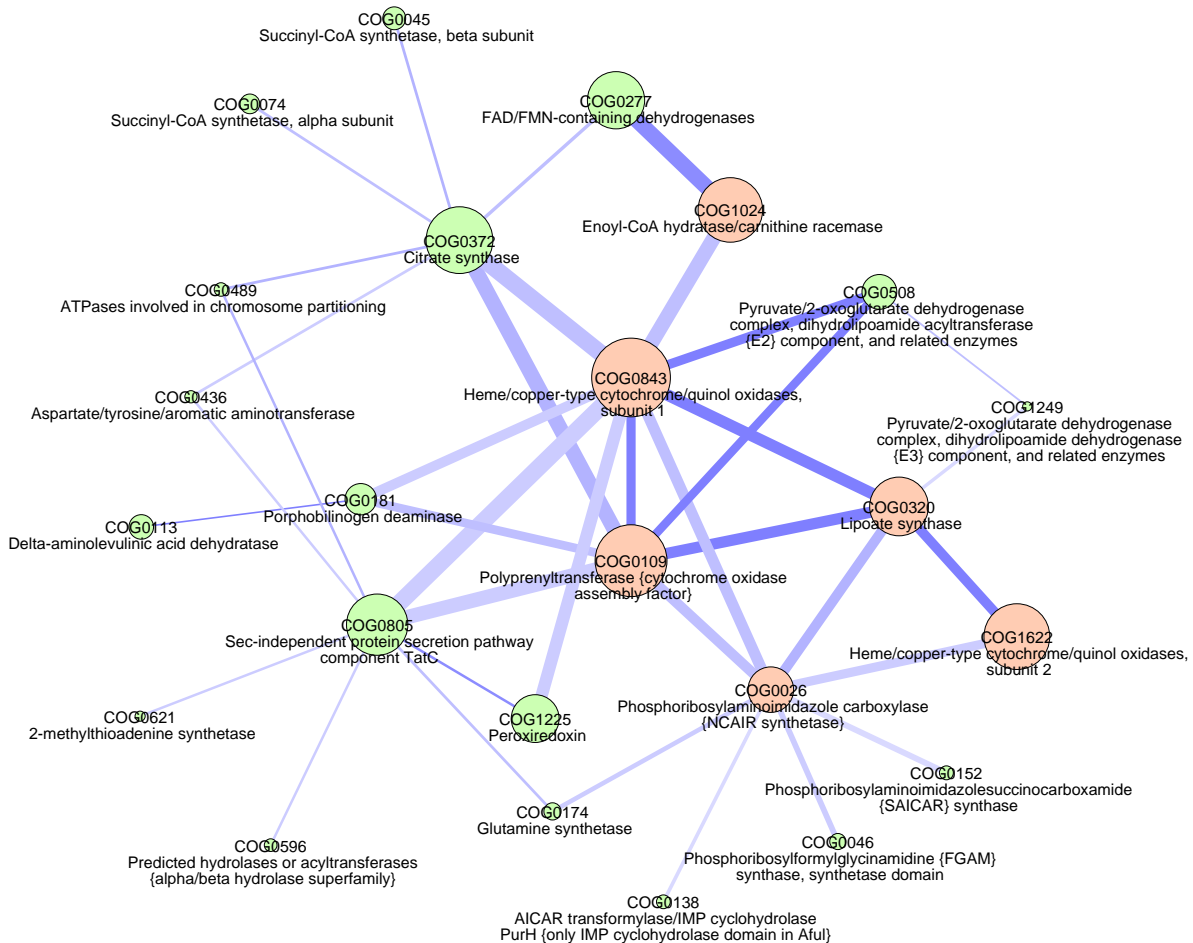 COG0045
Succinyl-CoA synthetase, beta subunit
COG0277
FAD/FMN-containing dehydrogenases
COG0074
Succinyl-CoA synthetase, alpha subunit
COG1024
Enoyl-CoA hydratase/carnithine racemase
COG0372
Citrate synthase
COG0489
ATPases involved in chromosome partitioning
COG0508
Pyruvate/2-oxoglutarate dehydrogenase
complex, dihydrolipoamide acyltransferase
{E2} component, and related enzymes
COG0843
Heme/copper-type cytochrome/quinol oxidases,
subunit 1
COG0436
Aspartate/tyrosine/aromatic aminotransferase
COG1249
Pyruvate/2-oxoglutarate dehydrogenase
complex, dihydrolipoamide dehydrogenase
{E3} component, and related enzymes
COG0181
Porphobilinogen deaminase
COG0320
Lipoate synthase
COG0113
Delta-aminolevulinic acid dehydratase
COG0109
Polyprenyltransferase {cytochrome oxidase
assembly factor}
COG0805
Sec-independent protein secretion pathway
component TatC
COG1622
Heme/copper-type cytochrome/quinol oxidases,
subunit 2
COG0026
Phosphoribosylaminoimidazole carboxylase
{NCAIR synthetase}
COG0621
2-methylthioadenine synthetase
COG1225
Peroxiredoxin
COG0152
Phosphoribosylaminoimidazolesuccinocarboxamide
{SAICAR} synthase
COG0174
Glutamine synthetase
COG0596
Predicted hydrolases or acyltransferases
{alpha/beta hydrolase superfamily}
COG0046
Phosphoribosylformylglycinamidine {FGAM}
synthase, synthetase domain
COG0138
AICAR transformylase/IMP cyclohydrolase
PurH {only IMP cyclohydrolase domain in Aful}